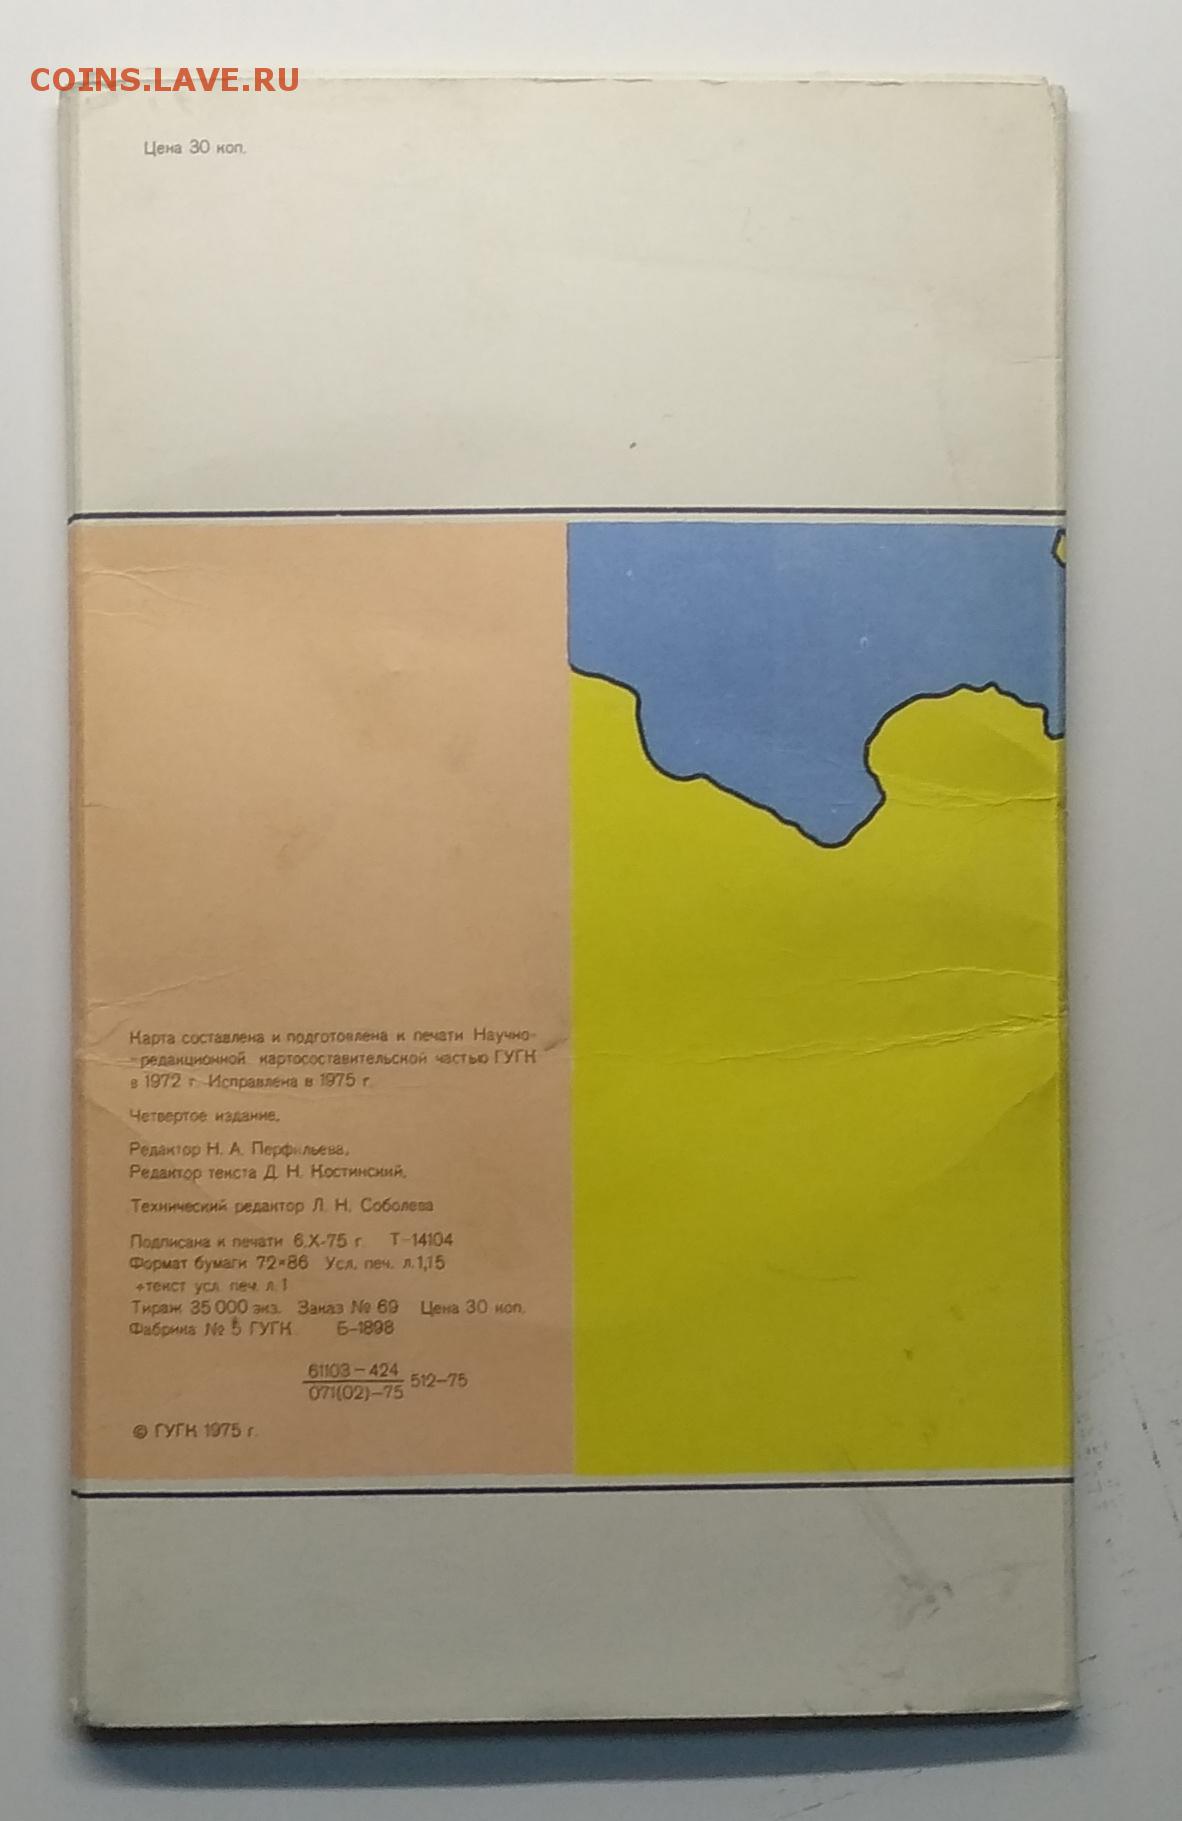 COINS.LAVE.RU
Цена 30 коп.
Карта составлена и подготовлена к печати Научно-
-редакционной картосоставительской частью ГУГК
в 1972 г. Исправлена в 1975 г.
Четвертое издание.
Редактор Н. А. Перфильева.
Редактор текста Д. Н. Костинский.
Технический редактор Л. Н. Соболева
Подписана к печати 6.X-75 г. Т-14104
Формат бумаги 72×86 Усл. печ. л.1,15
+текст усл. печ. л.1
Тираж 35 000 экз. Заказ № 69 Цена 30 коп.
Фабрика № 5 ГУГК Б-1898
61103-424
071(02)-75 512-75
© ГУГК 1975 г.